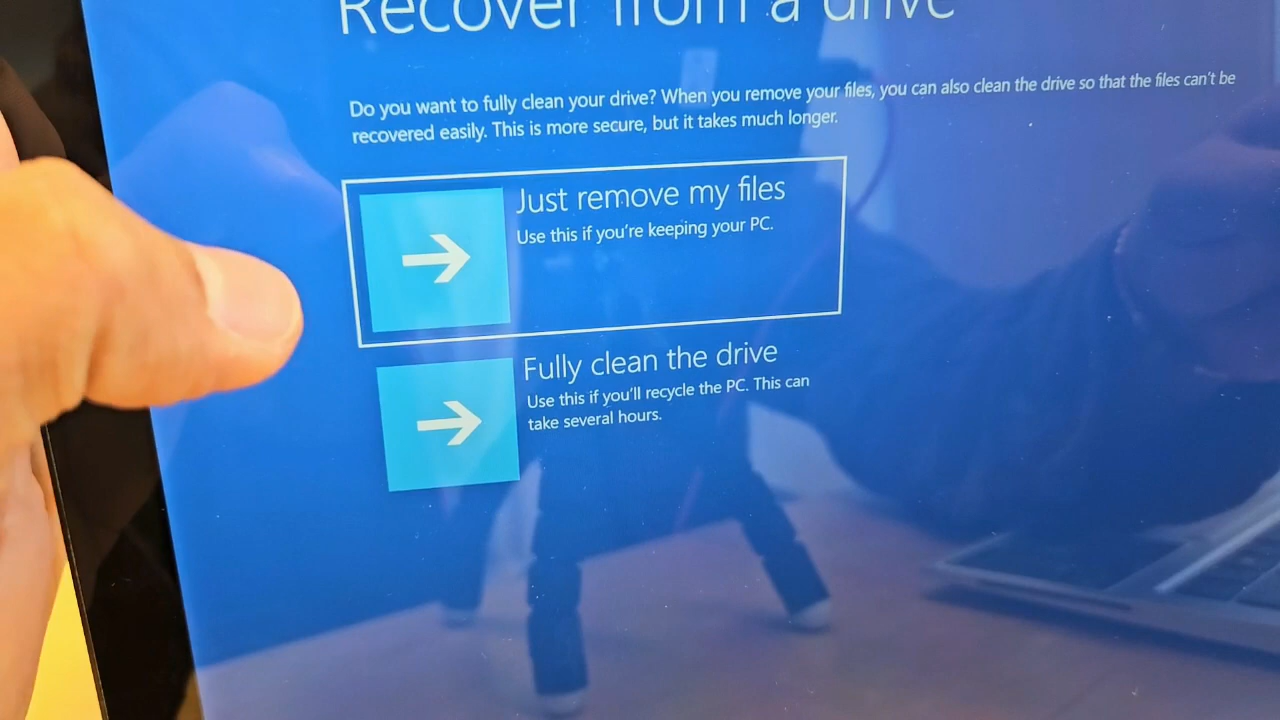 Recover from a drive
Do you want to fully clean your drive? When you remove your files, you can also clean the drive so that the files can't be
recovered easily. This is more secure, but it takes much longer.
Just remove my files
Use this if you're keeping your PC.
Fully clean the drive
Use this if you'll recycle the PC. This can
take several hours.